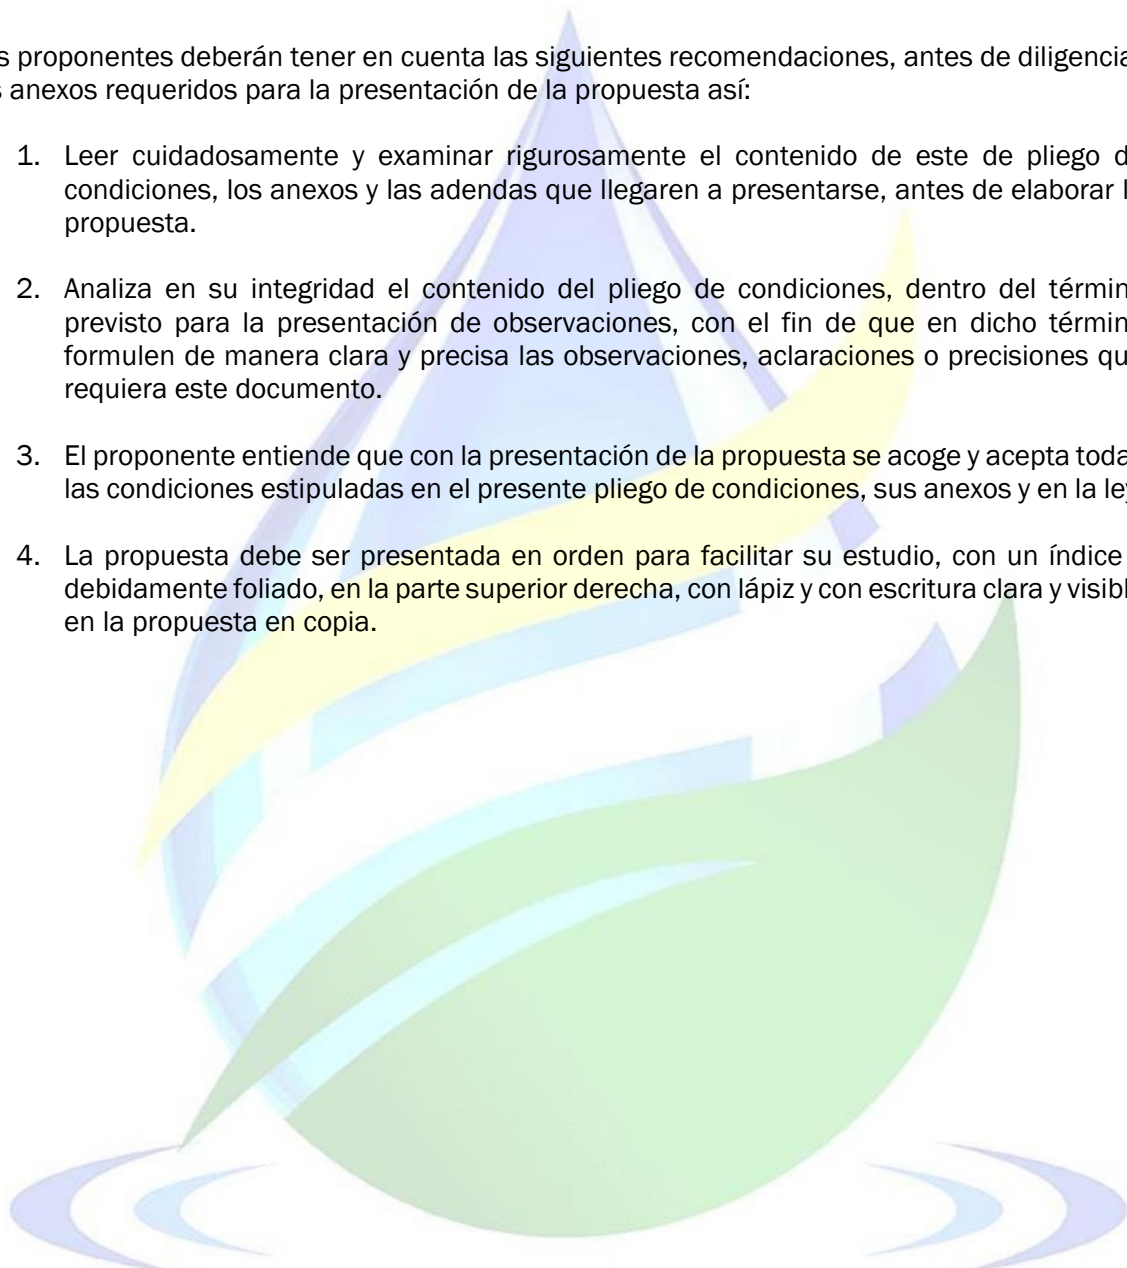 s proponentes deberán tener en cuenta las siguientes recomendaciones, antes de diligencia
s anexos requeridos para la presentación de la propuesta así:
1. Leer cuidadosamente y examinar rigurosamente el contenido de este de pliego d
condiciones, los anexos y las adendas que llegaren a presentarse, antes de elaborar l
propuesta.
2. Analiza en su integridad el contenido del pliego de condiciones, dentro del términ
previsto para la presentación de observaciones, con el fin de que en dicho términ
formulen de manera clara y precisa las observaciones, aclaraciones o precisiones qu
requiera este documento.
3. El proponente entiende que con la presentación de la propuesta se acoge y acepta toda
las condiciones estipuladas en el presente pliego de condiciones, sus anexos y en la ley
4. La propuesta debe ser presentada en orden para facilitar su estudio, con un índice
debidamente foliado, en la parte superior derecha, con lápiz y con escritura clara y visibl
en la propuesta en copia.